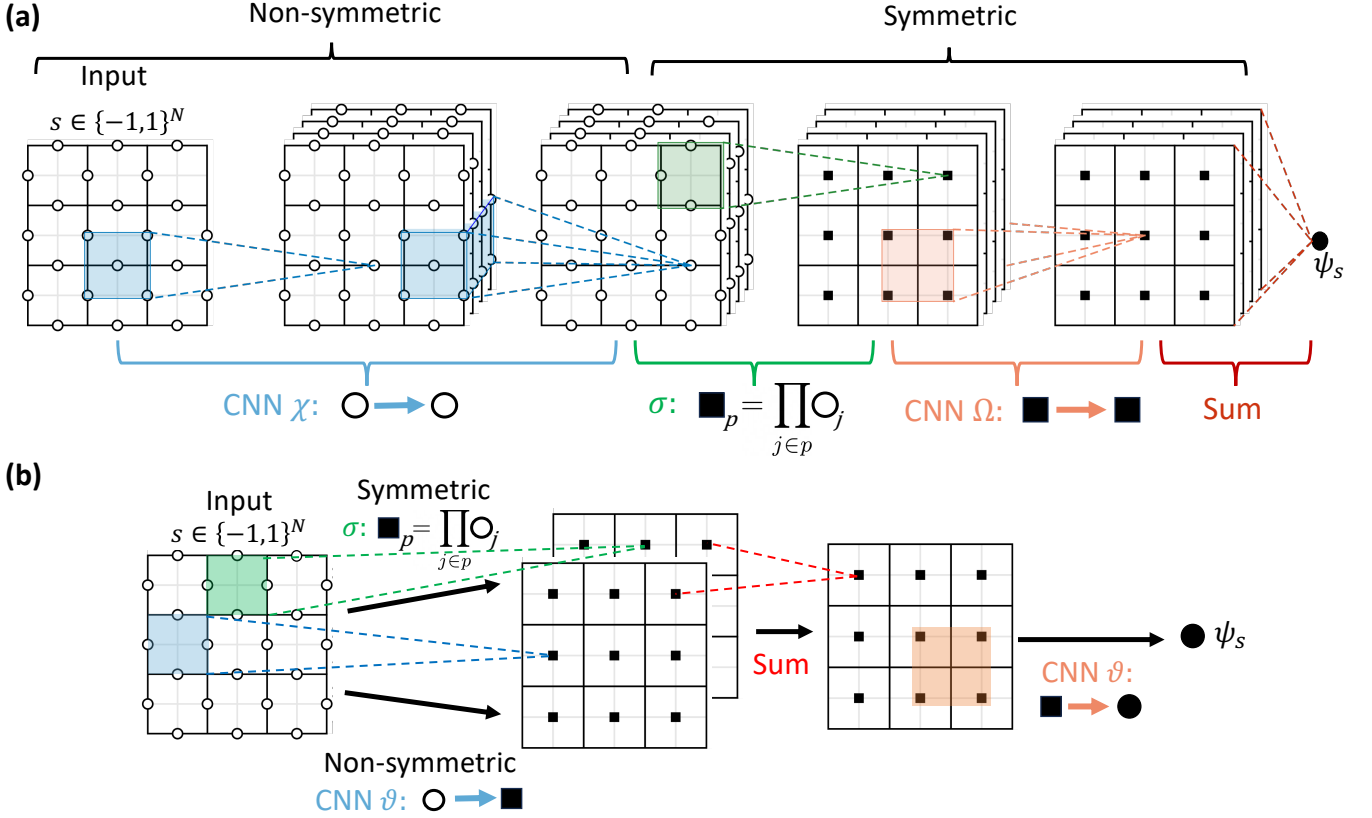 (a)
Non-symmetric
Symmetric
Input
s ∈ {-1,1}^N
ψ_s
CNN χ: ○ → ○
σ: ■_p = ∏_{j∈p} ○_j
CNN Ω: ■ → ■
Sum
(b)
Input
s ∈ {-1,1}^N
Symmetric
σ: ■_p = ∏_{j∈p} ○_j
Sum
ψ_s
CNN ϑ:
■ → ●
Non-symmetric
CNN ϑ: ○ → ■